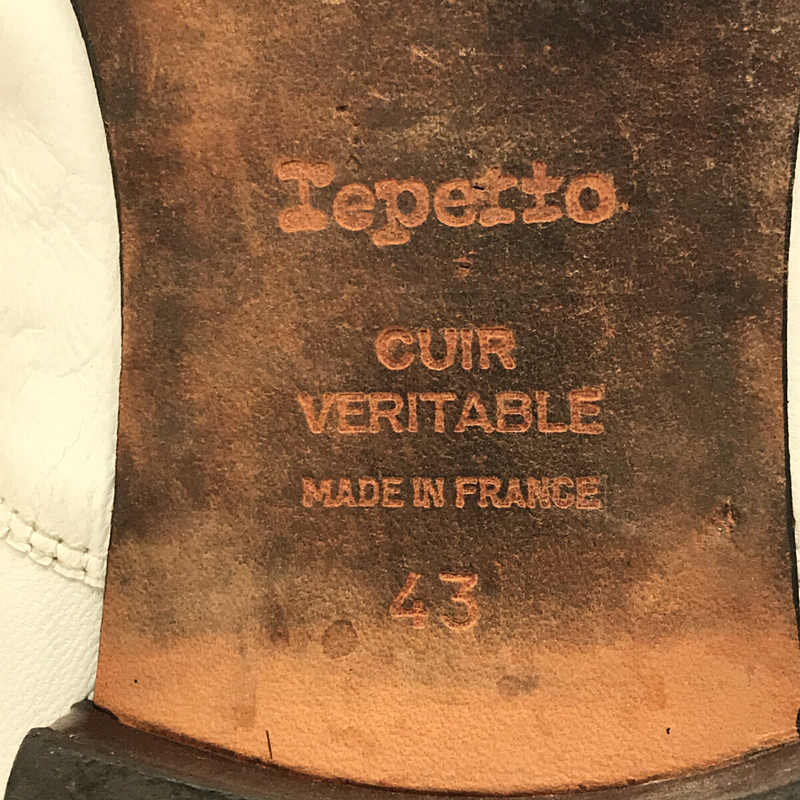 repetto
CUIR
VERITABLE
MADE IN FRANCE
43